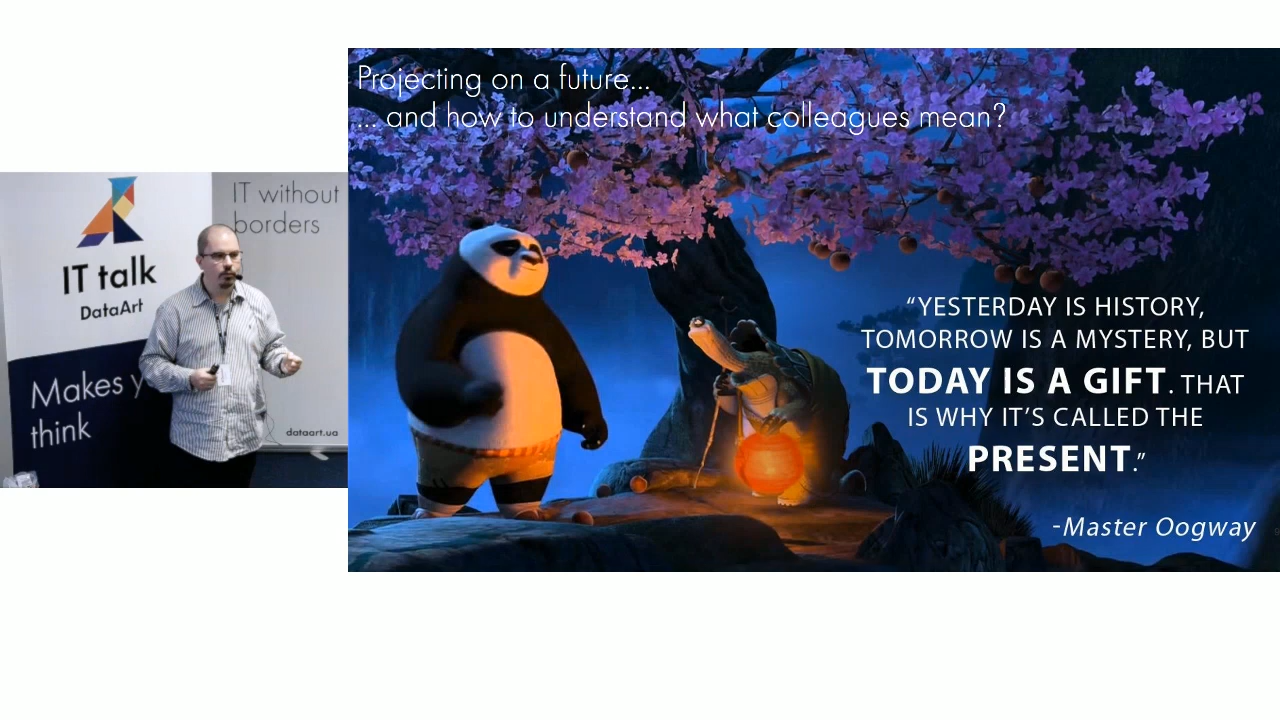 Projecting on a future...
... and how to understand what colleagues mean?
IT without
borders
IT talk
DataArt
Makes y
think
dataart.ua
“YESTERDAY IS HISTORY,
TOMORROW IS A MYSTERY, BUT
TODAY IS A GIFT. THAT
IS WHY IT’S CALLED THE
PRESENT.”
-Master Oogway